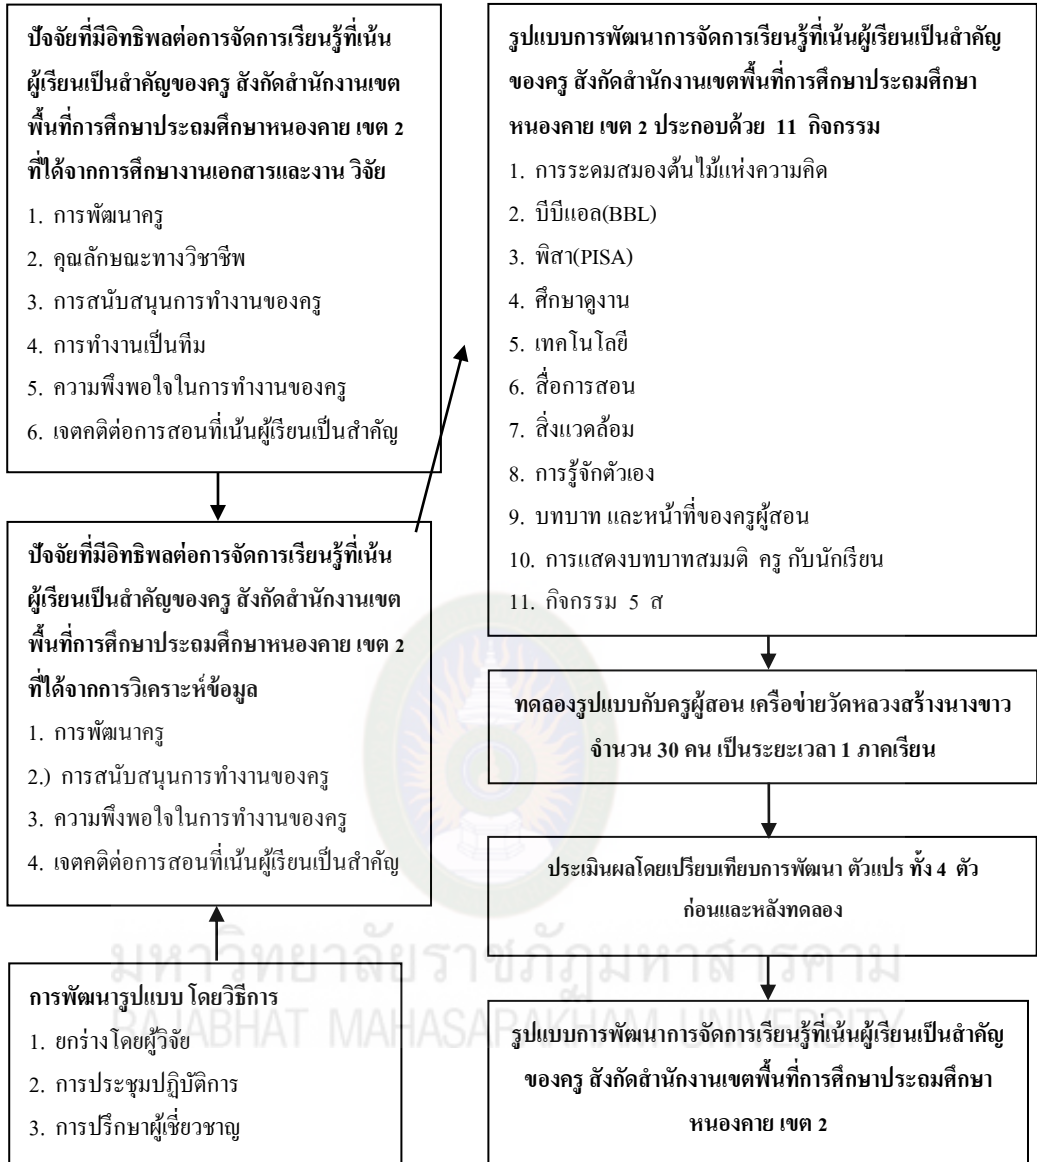 ปัจจัยที่มีอิทธิพลต่อการจัดการเรียนรู้ที่เน้น
ผู้เรียนเป็นสำคัญของครู สังกัดสำนักงานเขต
พื้นที่การศึกษาประถมศึกษาหนองคาย เขต 2
ที่ได้จากการศึกษางานเอกสารและงาน วิจัย
1. การพัฒนาครู
2. คุณลักษณะทางวิชาชีพ
3. การสนับสนุนการทำงานของครู
4. การทำงานเป็นทีม
5. ความพึงพอใจในการทำงานของครู
6. เจตคติต่อการสอนที่เน้นผู้เรียนเป็นสำคัญ
ปัจจัยที่มีอิทธิพลต่อการจัดการเรียนรู้ที่เน้น
ผู้เรียนเป็นสำคัญของครู สังกัดสำนักงานเขต
พื้นที่การศึกษาประถมศึกษาหนองคาย เขต 2
ที่ได้จากการวิเคราะห์ข้อมูล
1. การพัฒนาครู
2.) การสนับสนุนการทำงานของครู
3. ความพึงพอใจในการทำงานของครู
4. เจตคติต่อการสอนที่เน้นผู้เรียนเป็นสำคัญ
การพัฒนารูปแบบ โดยวิธีการ
1. ยกร่างโดยผู้วิจัย
2. การประชุมปฏิบัติการ
3. การปรึกษาผู้เชี่ยวชาญ
รูปแบบการพัฒนาการจัดการเรียนรู้ที่เน้นผู้เรียนเป็นสำคัญ
ของครู สังกัดสำนักงานเขตพื้นที่การศึกษาประถมศึกษา
หนองคาย เขต 2 ประกอบด้วย 11 กิจกรรม
1. การระดมสมองต้นไม้แห่งความคิด
2. บีบีแอล(BBL)
3. พิสา(PISA)
4. ศึกษาดูงาน
5. เทคโนโลยี
6. สื่อการสอน
7. สิ่งแวดล้อม
8. การรู้จักตัวเอง
9. บทบาท และหน้าที่ของครูผู้สอน
10. การแสดงบทบาทสมมติ ครู กับนักเรียน
11. กิจกรรม 5 ส
ทดลองรูปแบบกับครูผู้สอน เครือข่ายวัดหลวงสร้างนางขาว
จำนวน 30 คน เป็นระยะเวลา 1 ภาคเรียน
ประเมินผลโดยเปรียบเทียบการพัฒนา ตัวแปร ทั้ง 4 ตัว
ก่อนและหลังทดลอง
รูปแบบการพัฒนาการจัดการเรียนรู้ที่เน้นผู้เรียนเป็นสำคัญ
ของครู สังกัดสำนักงานเขตพื้นที่การศึกษาประถมศึกษา
หนองคาย เขต 2
มหาวิทยาลัยราชภัฏมหาสารคาม
RAJABHAT MAHASARAKHAM UNIVERSITY